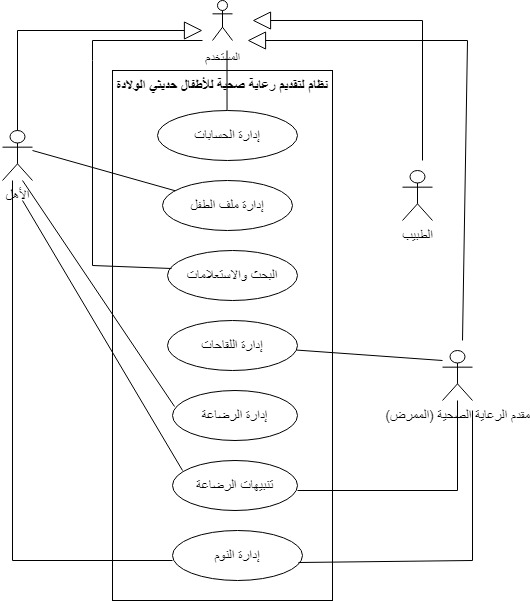 المستخدم
نظام لتقديم رعاية صحية للأطفال حديثي الولادة
إدارة الحسابات
الأهل
إدارة ملف الطفل
الطبيب
البحث والاستعلامات
إدارة اللقاحات
إدارة الرضاعة
مقدم الرعاية الصحية (الممرض)
تنبيهات الرضاعة
إدارة النوم